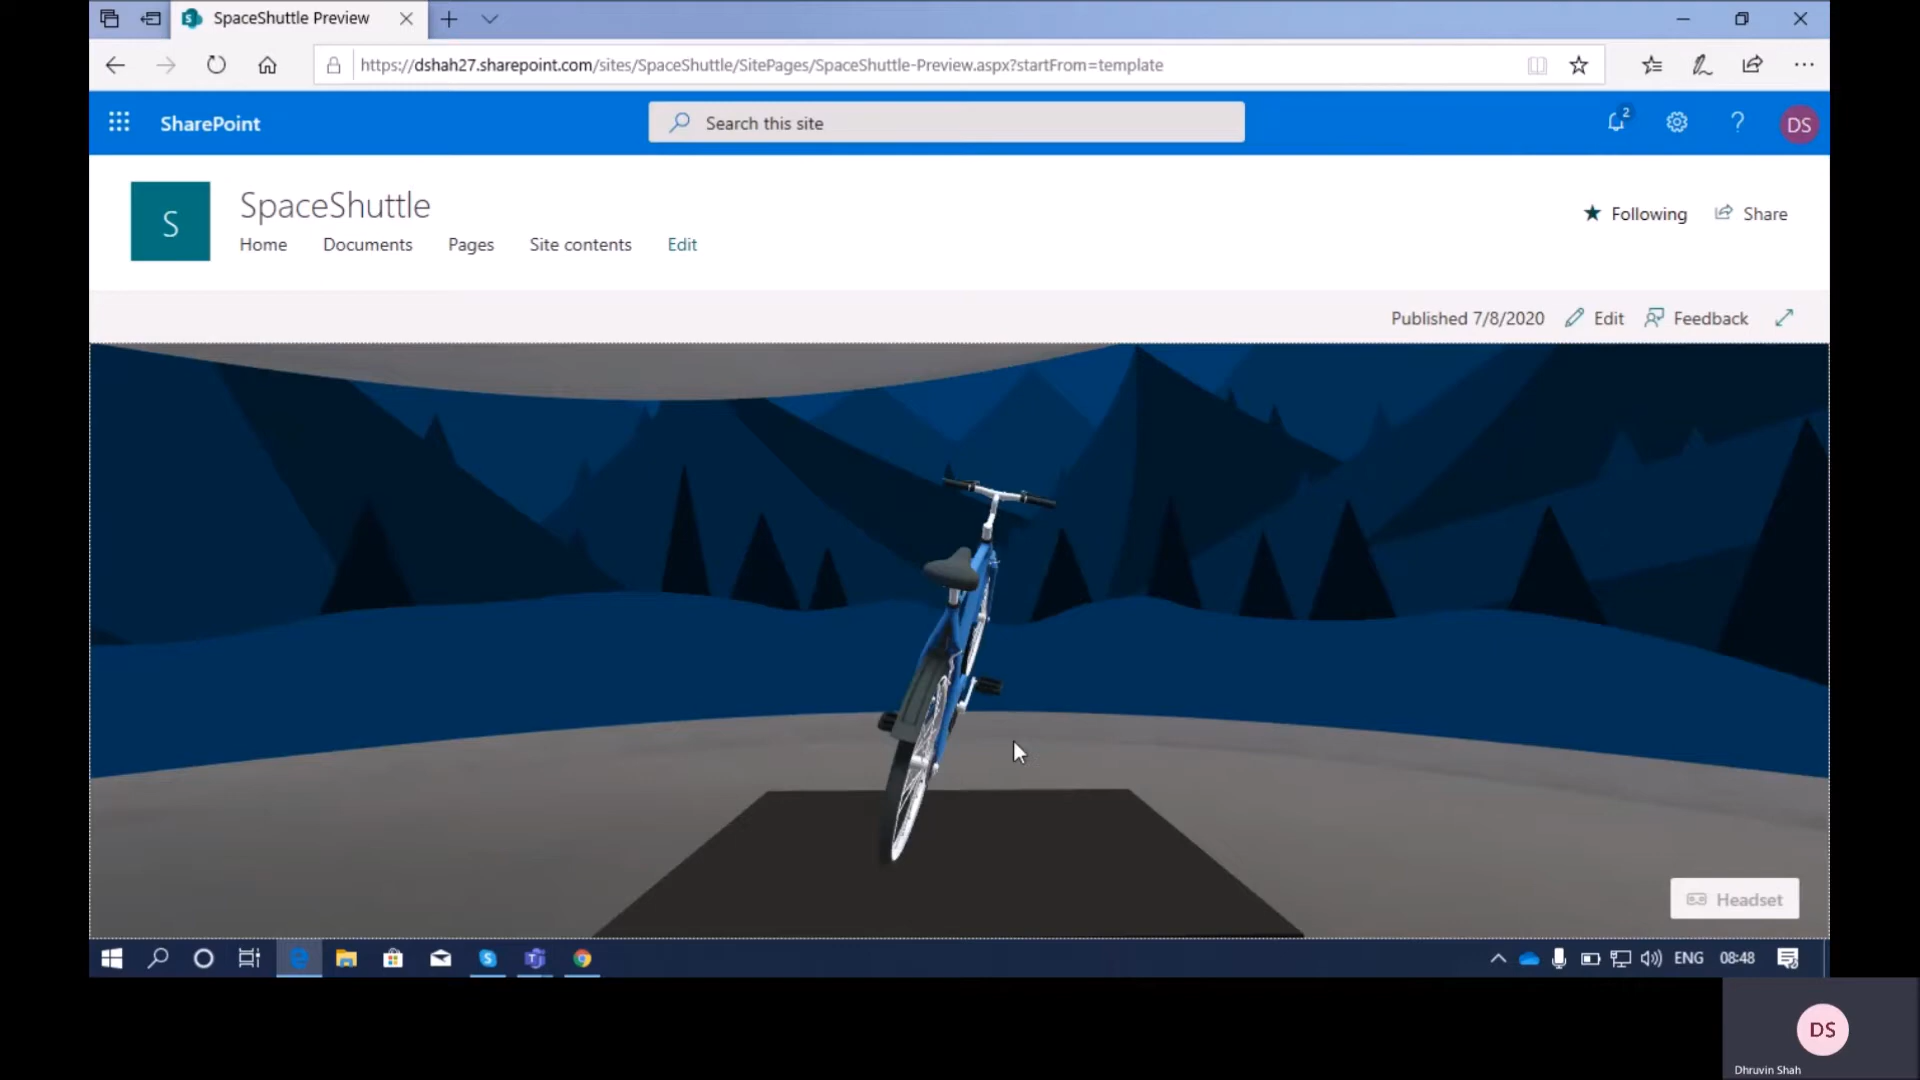 SpaceShuttle Preview
https://dshah27.sharepoint.com/sites/SpaceShuttle/SitePages/SpaceShuttle-Preview.aspx?startFrom=template
SharePoint
Search this site
2
DS
S
SpaceShuttle
Following
Share
Home
Documents
Pages
Site contents
Edit
Published 7/8/2020
Edit
Feedback
Headset
ENG
08:48
DS
Dhruvin Shah